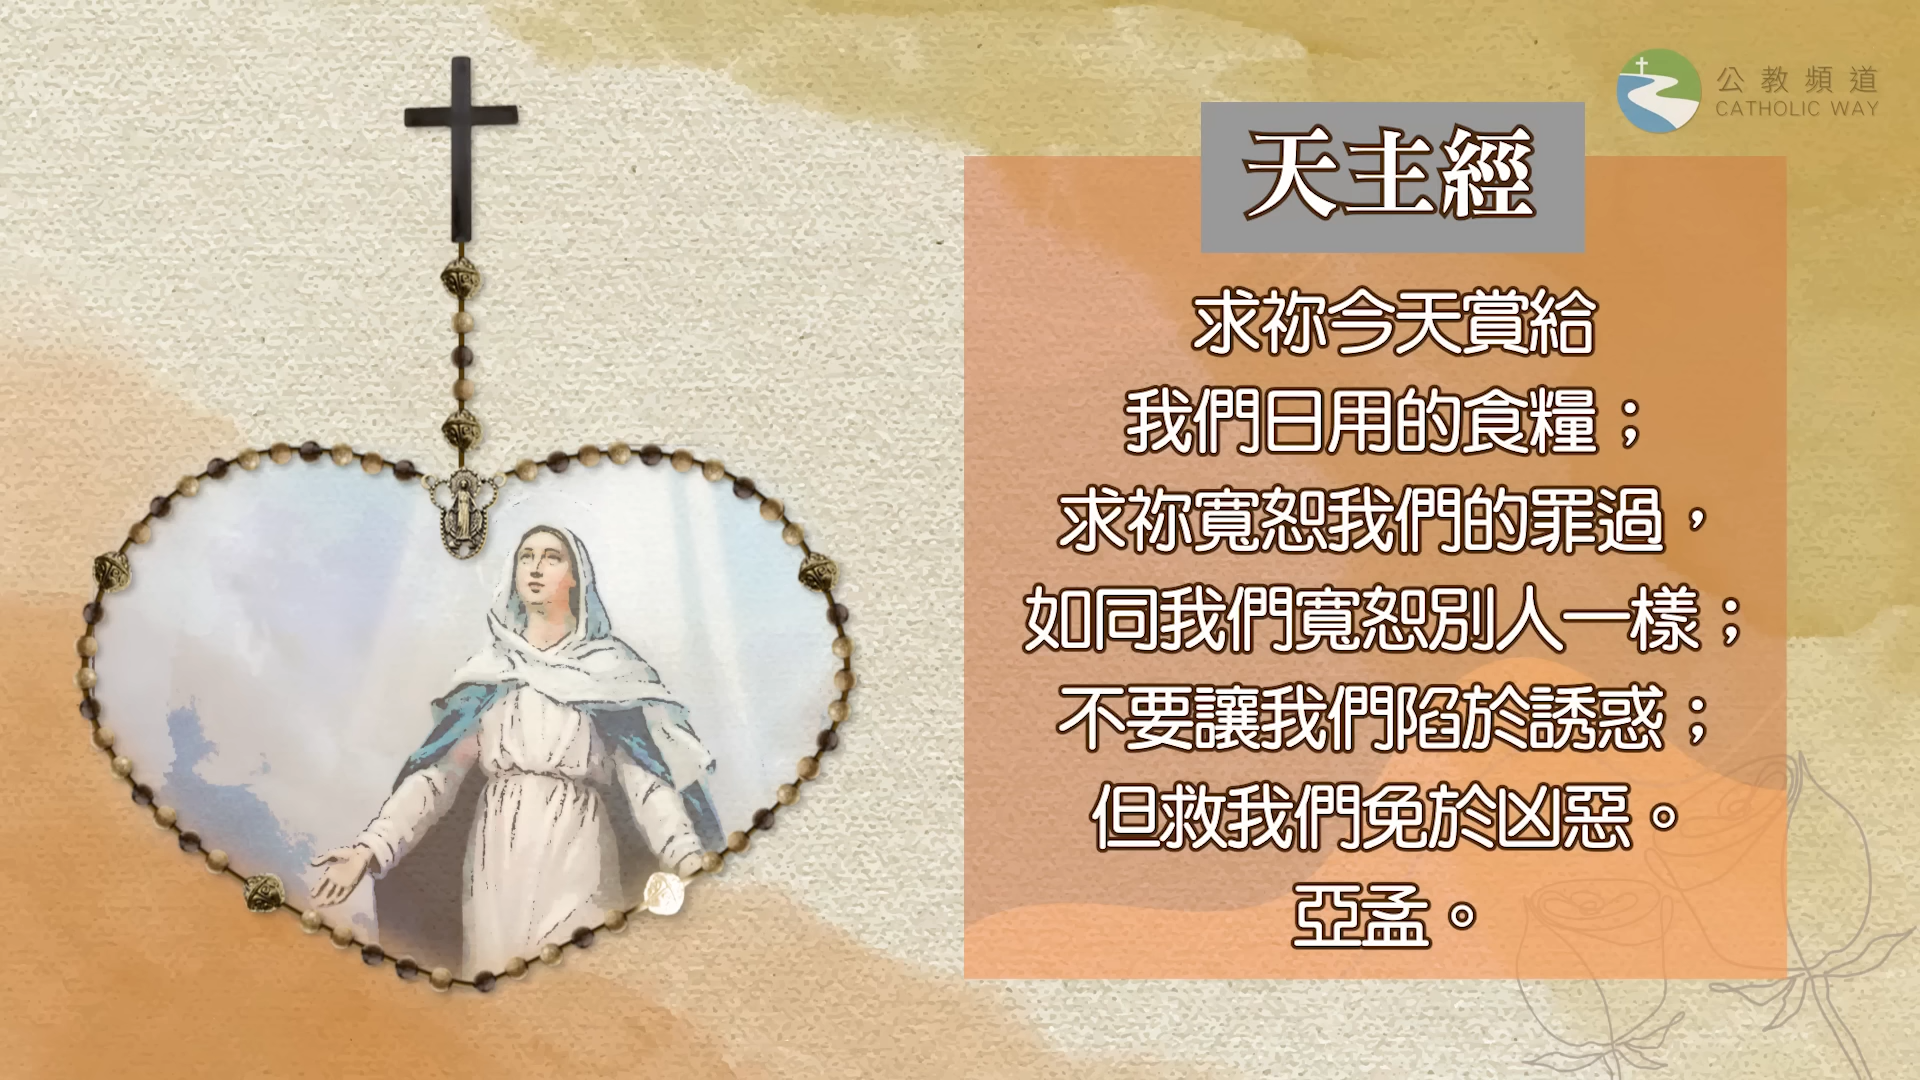 公教頻道
CATHOLIC WAY
天主經
求祢今天賞給
我們日用的食糧；
求祢寬恕我們的罪過，
如同我們寬恕別人一樣；
不要讓我們陷於誘惑；
但救我們免於凶惡。
亞孟。